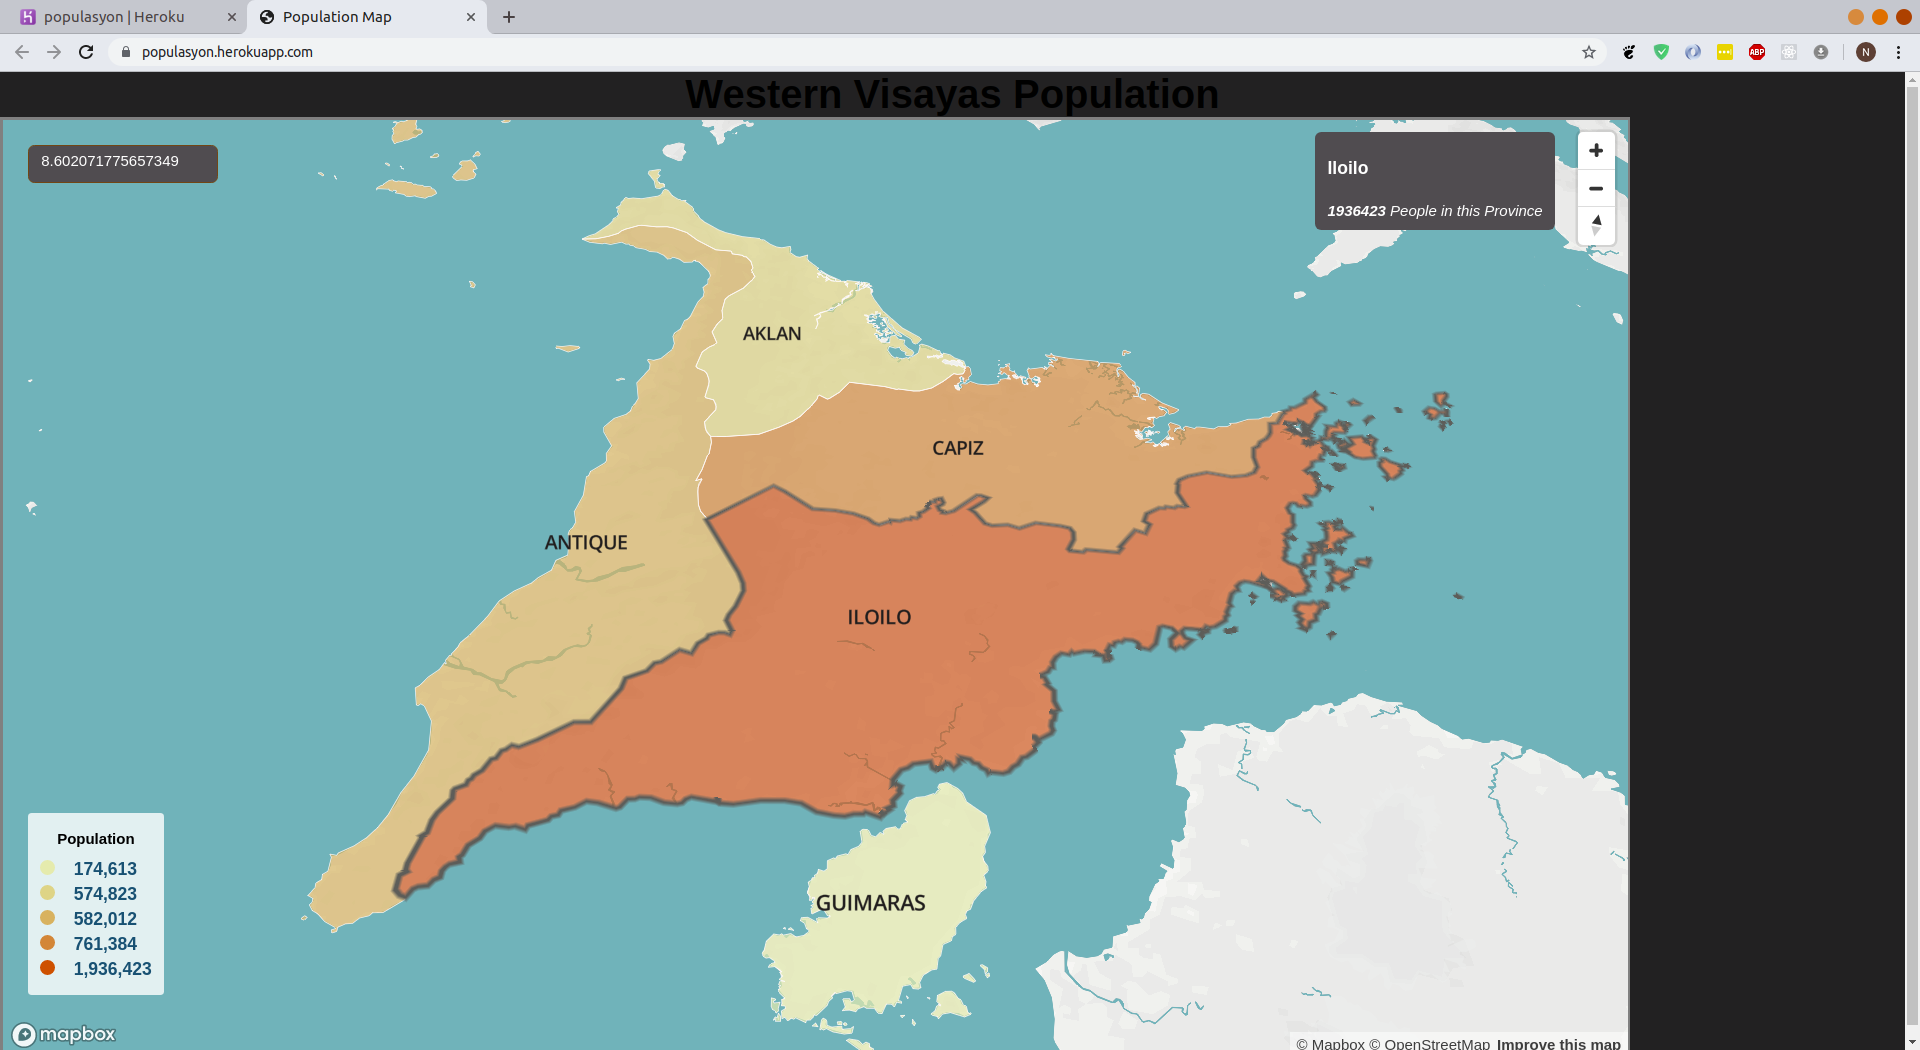 populasyon | Heroku
Population Map
populasyon.herokuapp.com
ABP
N
Western Visayas Population
8.602071775657349
Iloilo
1936423 People in this Province
AKLAN
CAPIZ
ANTIQUE
ILOILO
GUIMARAS
Population
174,613
574,823
582,012
761,384
1,936,423
mapbox
© Mapbox © OpenStreetMap Improve this map